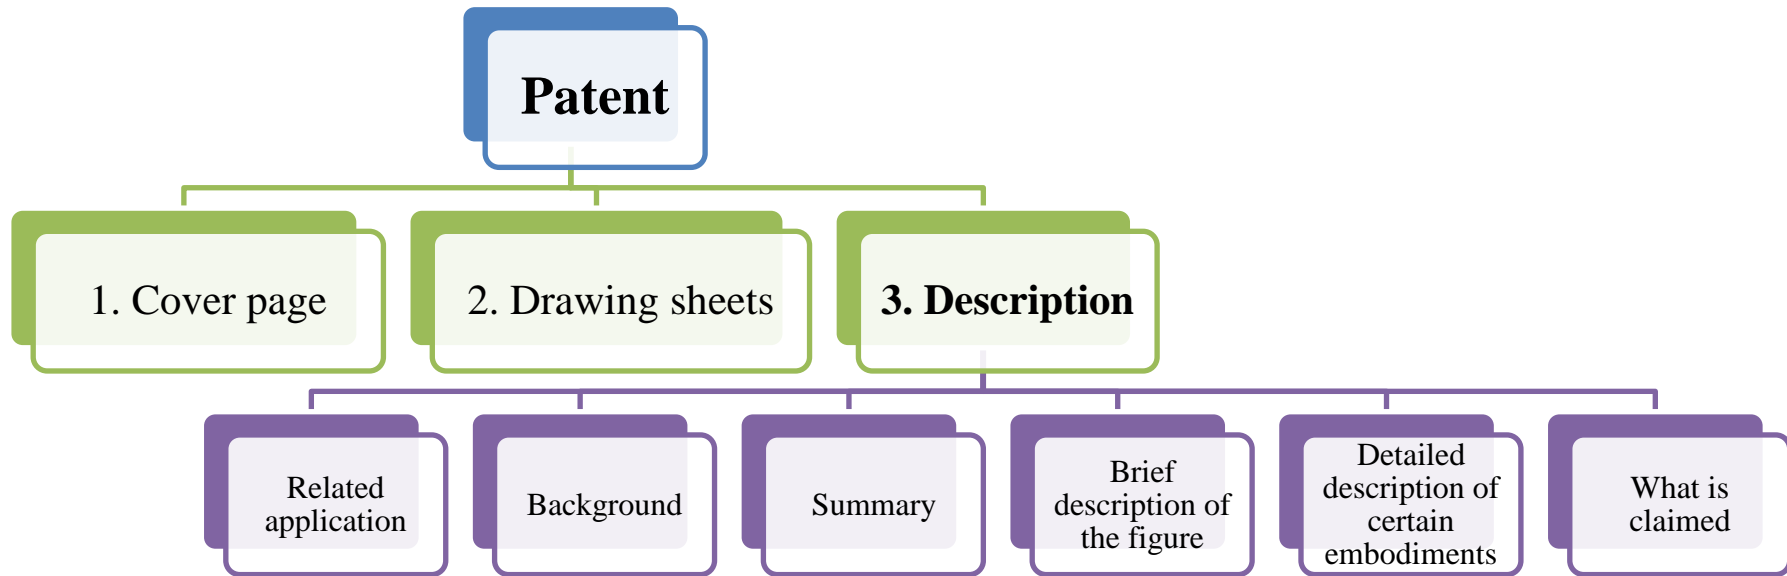 Patent
1. Cover page
2. Drawing sheets
3. Description
Related
application
Background
Summary
Brief
description of
the figure
Detailed
description of
certain
embodiments
What is
claimed